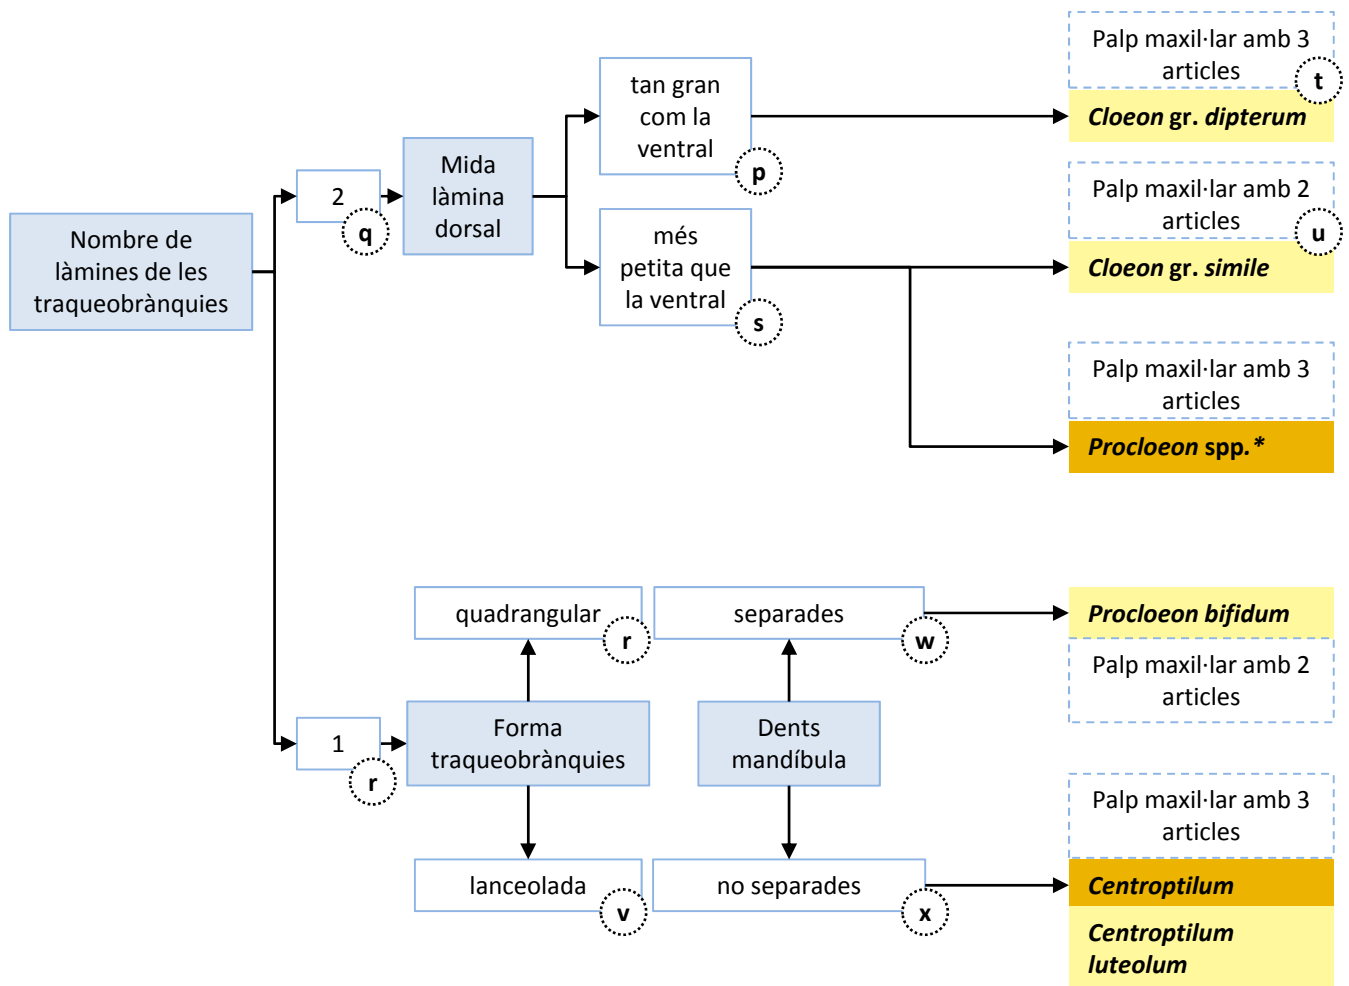 Nombre de
làmines de les
traqueobrànquies
2
q
Mida
làmina
dorsal
tan gran
com la
ventral
p
més
petita que
la ventral
s
Palp maxil·lar amb 3
articles
t
Cloeon gr. dipterum
Palp maxil·lar amb 2
articles
u
Cloeon gr. simile
Palp maxil·lar amb 3
articles
Procloeon spp.*
1
r
quadrangular
r
Forma
traqueobrànquies
lanceolada
v
separades
w
Dents
mandíbula
no separades
x
Procloeon bifidum
Palp maxil·lar amb 2
articles
Palp maxil·lar amb 3
articles
Centroptilum
Centroptilum
luteolum